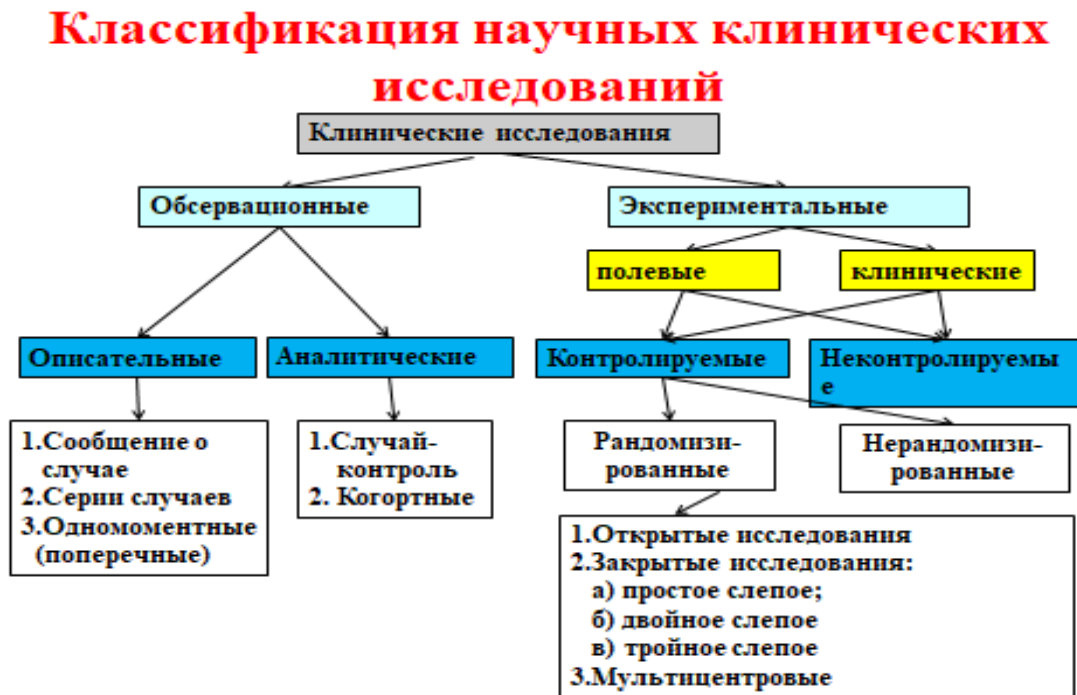 Классификация научных клинических
исследований
Клинические исследования
Обсервационные
Экспериментальные
полевые
клинические
Описательные
Аналитические
Контролируемые
Неконтролируемы
е
1.Сообщение о
случае
2.Серии случаев
3.Одномоментные
(поперечные)
1.Случай-
контроль
2. Когортные
Рандомизи-
рованные
Нерандомизи-
рованные
1.Открытые исследования
2.Закрытые исследования:
а) простое слепое;
б) двойное слепое
в) тройное слепое
3.Мультицентровые